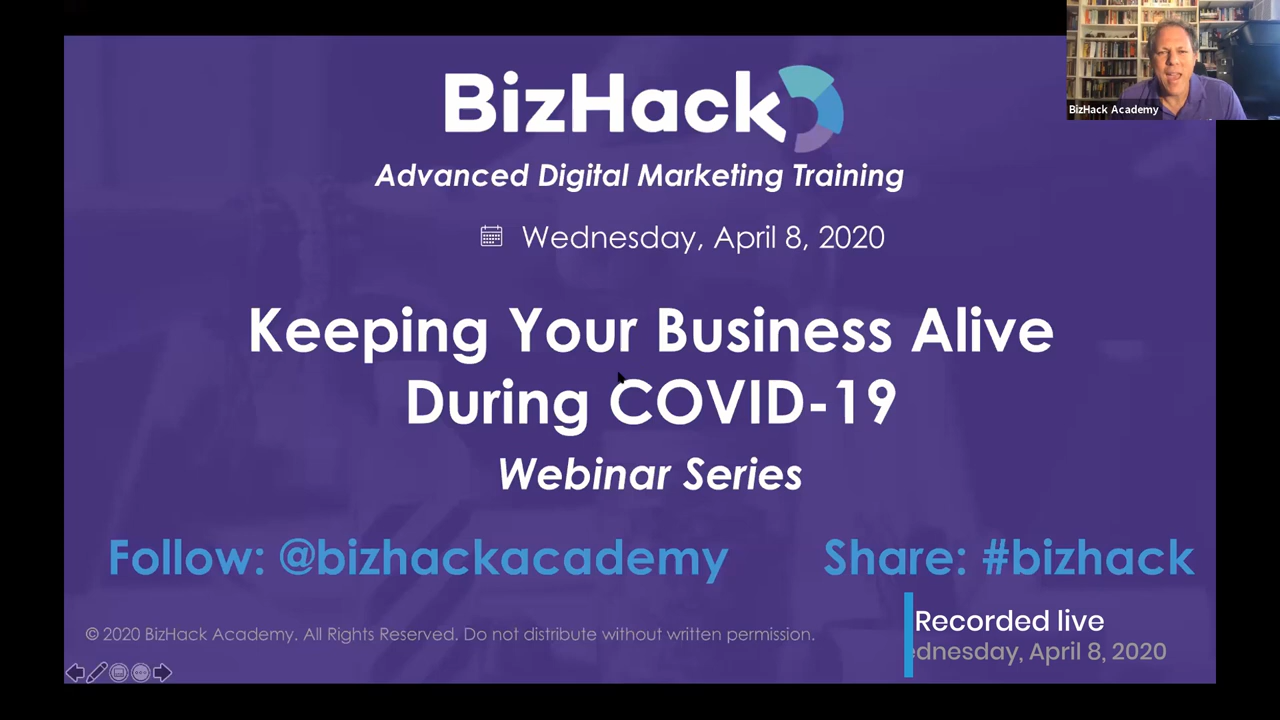 BizHack
Advanced Digital Marketing Training
Wednesday, April 8, 2020
Keeping Your Business Alive
During COVID-19
Webinar Series
Follow: @bizhackacademy
Share: #bizhack
© 2020 BizHack Academy. All Rights Reserved. Do not distribute without written permission.
Recorded live
ednesday, April 8, 2020
BizHack Academy